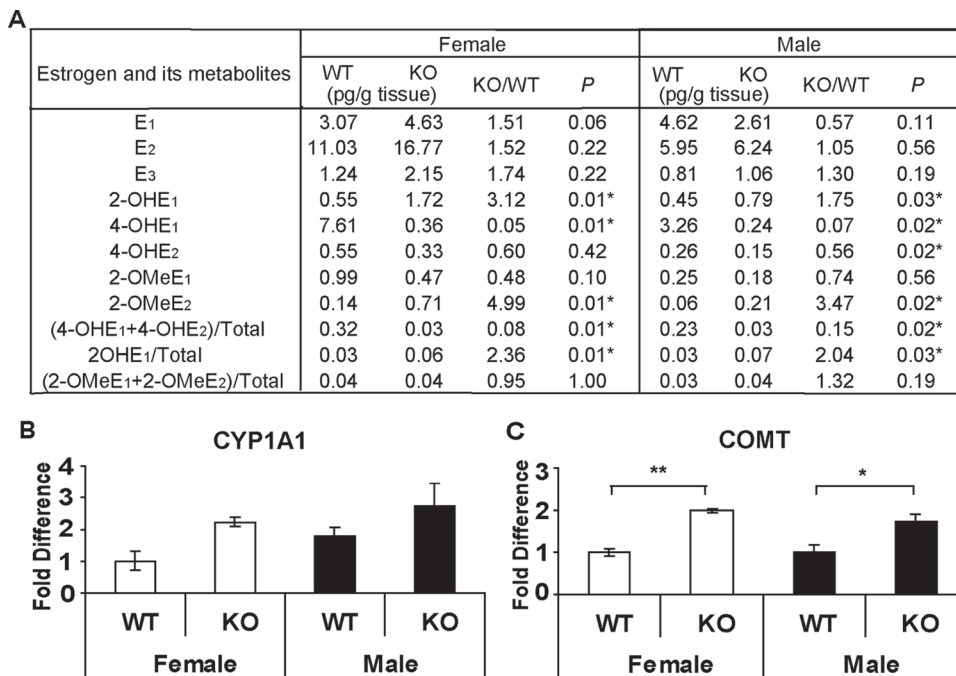 A
Estrogen and its metabolites Female Male
WT KO KO/WT P WT KO KO/WT P
(pg/g tissue) (pg/g tissue)
E1 3.07 4.63 1.51 0.06 4.62 2.61 0.57 0.11
E2 11.03 16.77 1.52 0.22 5.95 6.24 1.05 0.56
E3 1.24 2.15 1.74 0.22 0.81 1.06 1.30 0.19
2-OHE1 0.55 1.72 3.12 0.01* 0.45 0.79 1.75 0.03*
4-OHE1 7.61 0.36 0.05 0.01* 3.26 0.24 0.07 0.02*
4-OHE2 0.55 0.33 0.60 0.42 0.26 0.15 0.56 0.02*
2-OMeE1 0.99 0.47 0.48 0.10 0.25 0.18 0.74 0.56
2-OMeE2 0.14 0.71 4.99 0.01* 0.06 0.21 3.47 0.02*
(4-OHE1+4-OHE2)/Total 0.32 0.03 0.08 0.01* 0.23 0.03 0.15 0.02*
2OHE1/Total 0.03 0.06 2.36 0.01* 0.03 0.07 2.04 0.03*
(2-OMeE1+2-OMeE2)/Total 0.04 0.04 0.95 1.00 0.03 0.04 1.32 0.19
B
CYP1A1
Fold Difference
4
3
2
1
0
WT KO WT KO
Female Male
C
COMT
Fold Difference
3
2
1
0
** *
WT KO WT KO
Female Male